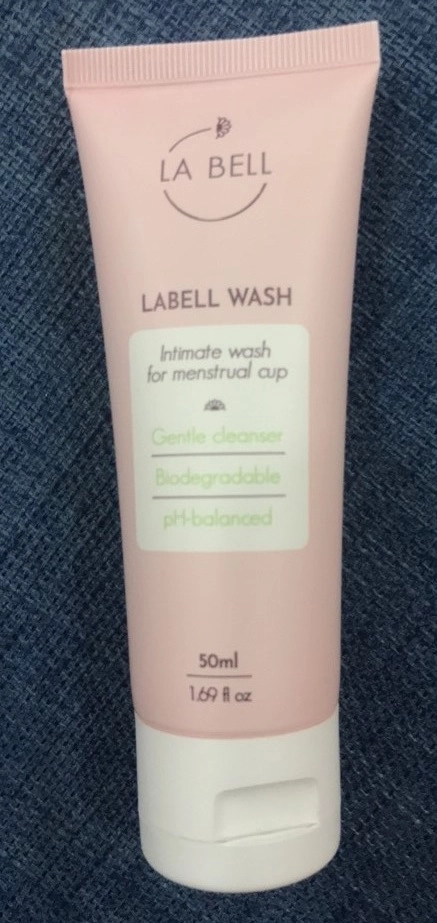 LA BELL
LABELL WASH
Intimate wash
for menstrual cup
Gentle cleanser
Biodegradable
pH-balanced
50ml
1.69 fl oz